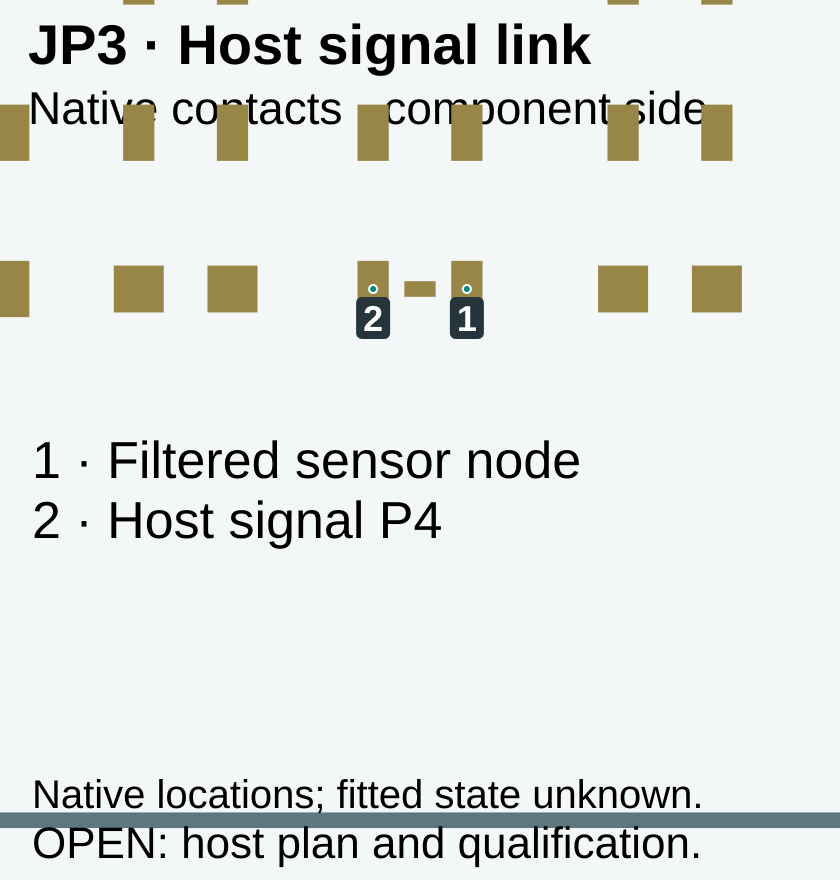 JP3 · Host signal link
Native contacts · component side
2 1
1 · Filtered sensor node
2 · Host signal P4
Native locations; fitted state unknown.
OPEN: host plan and qualification.